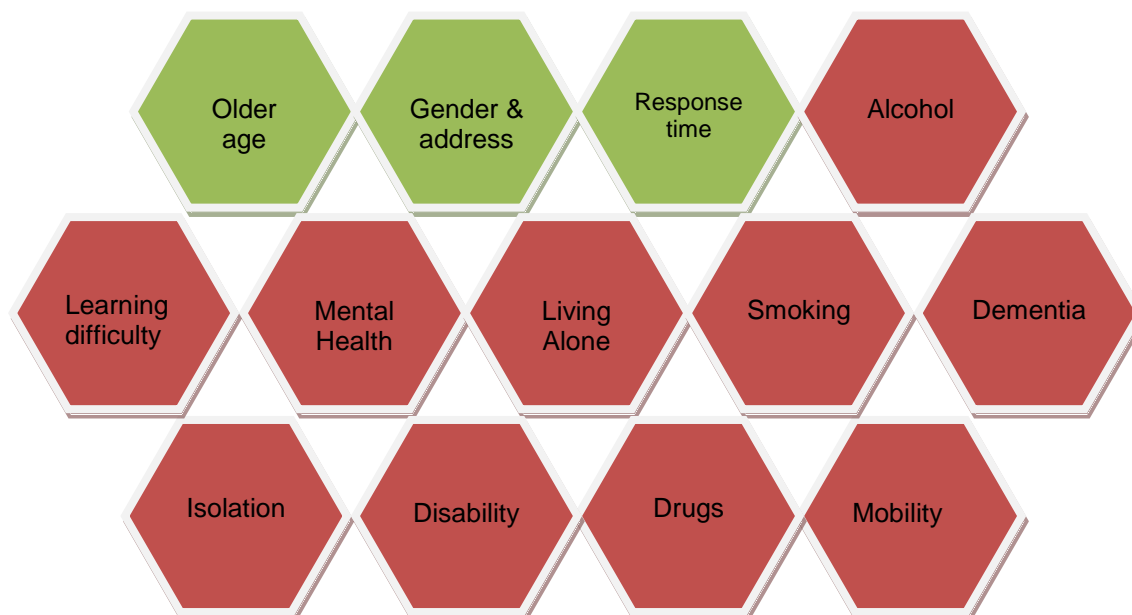 Older
age
Gender &
address
Response
time
Alcohol
Learning
difficulty
Mental
Health
Living
Alone
Smoking
Dementia
Isolation
Disability
Drugs
Mobility